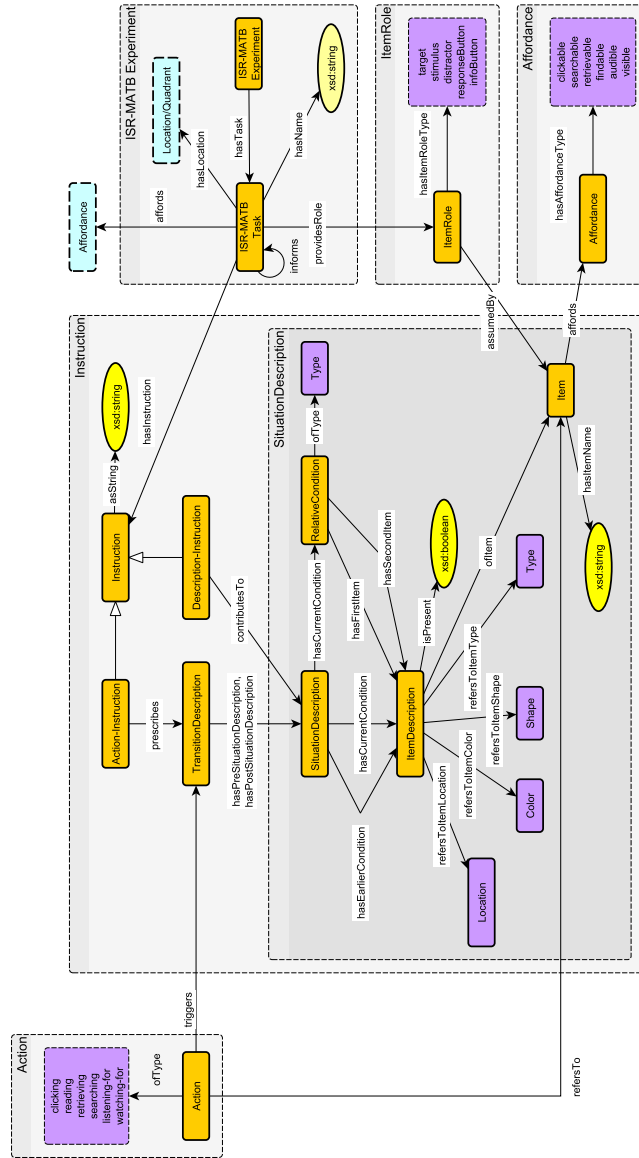 Action
clicking
reading
retrieving
searching
listening-for
watching-for
ofType
Action
triggers
refersTo
Instruction
Action-Instruction
Instruction
asString
xsd:string
prescribes
Description-Instruction
TransitionDescription
contributesTo
hasPreSituationDescription,
hasPostSituationDescription
hasInstruction
SituationDescription
SituationDescription
hasCurrentCondition
RelativeCondition
ofType
Type
hasEarlierCondition
hasCurrentCondition
hasFirstItem
hasSecondItem
ItemDescription
isPresent
xsd:boolean
refersToItemLocation
refersToItemColor
refersToItemShape
refersToItemType
ofItem
Location
Color
Shape
Type
Item
hasItemName
xsd:string
Affordance
affords
ISR-MATB Experiment
Location/Quadrant
hasLocation
ISR-MATB
Task
hasTask
ISR-MATB
Experiment
hasName
xsd:string
informs
providesRole
ItemRole
ItemRole
hasItemRoleType
target
stimulus
distractor
responseButton
infoButton
assumedBy
affords
Affordance
Affordance
hasAffordanceType
clickable
searchable
retrievable
findable
audible
visible